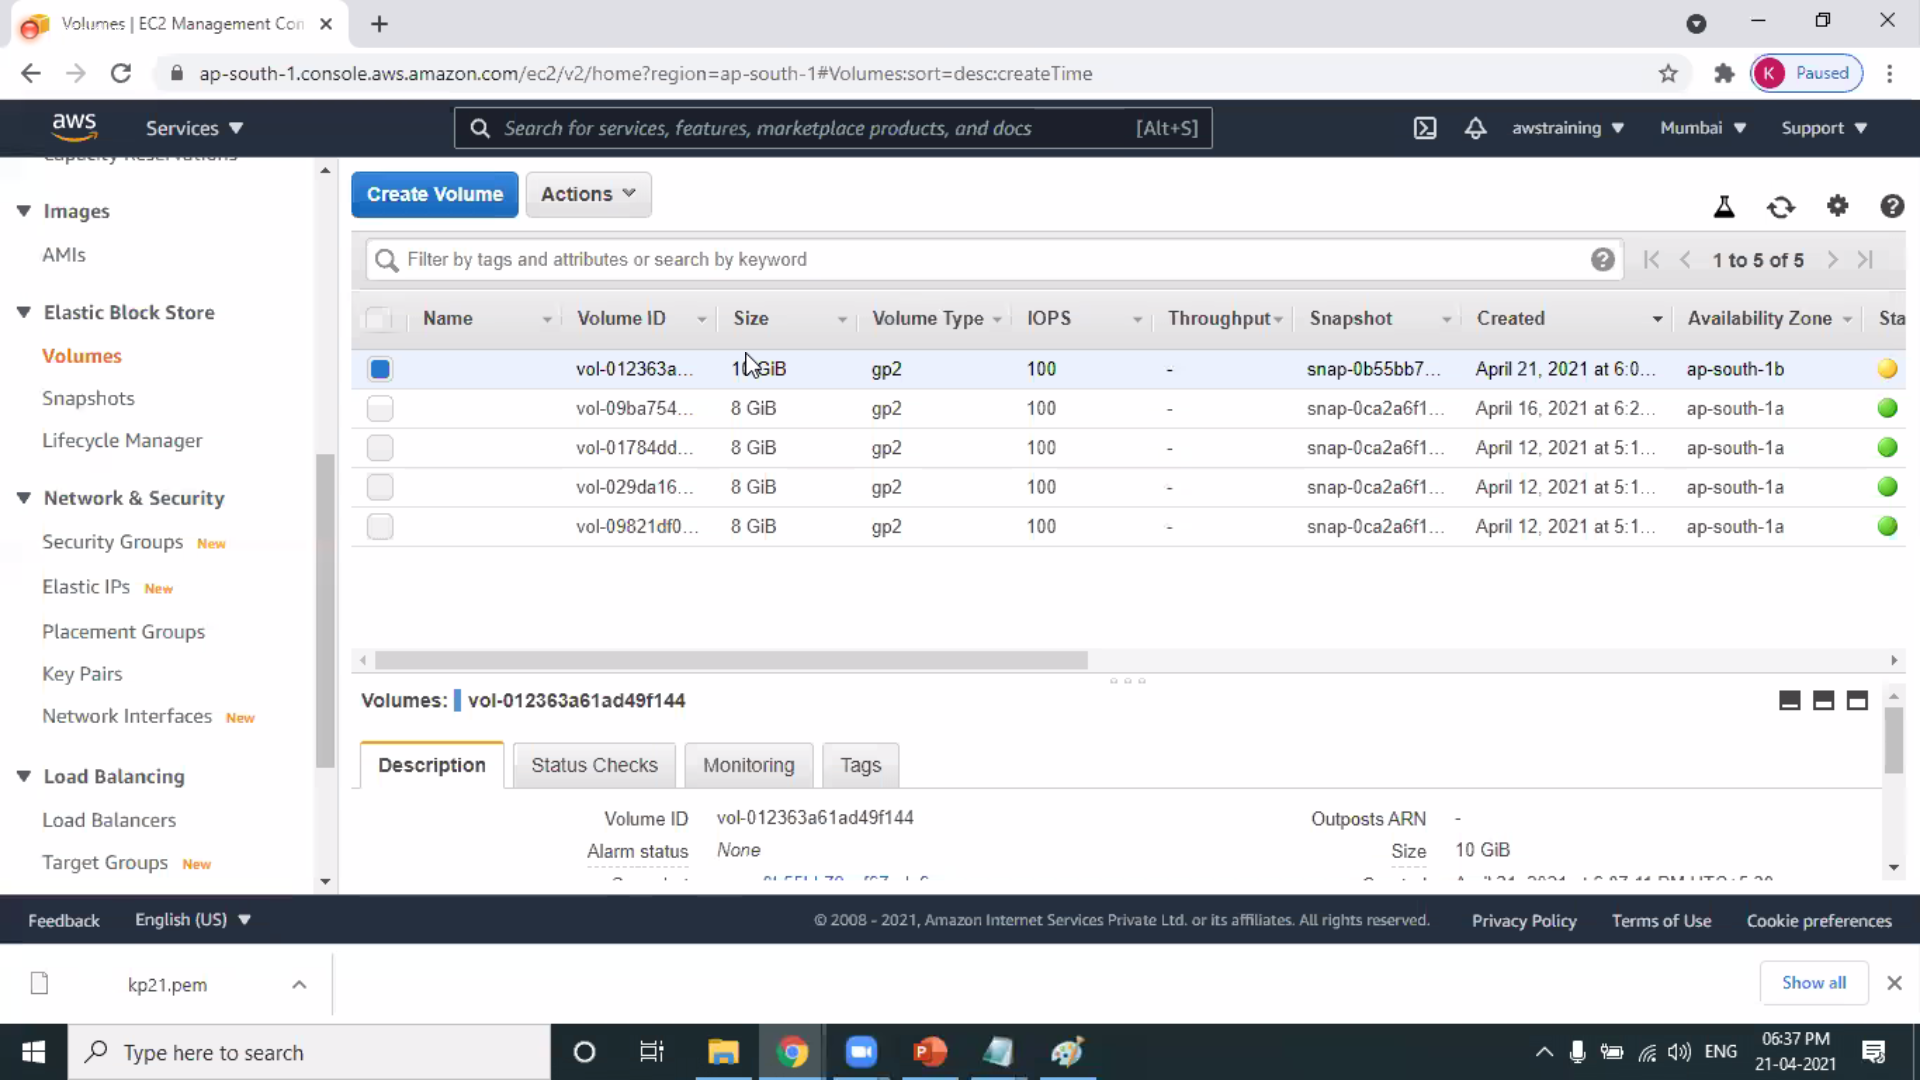 Volumes | EC2 Management Con
ap-south-1.console.aws.amazon.com/ec2/v2/home?region=ap-south-1#Volumes:sort=desc:createTime
K Paused
aws
Services
Search for services, features, marketplace products, and docs [Alt+S]
awstraining
Mumbai
Support
Capacity Reservations
Images
AMIs
Elastic Block Store
Volumes
Snapshots
Lifecycle Manager
Network & Security
Security Groups New
Elastic IPs New
Placement Groups
Key Pairs
Network Interfaces New
Load Balancing
Load Balancers
Target Groups New
Create Volume
Actions
Filter by tags and attributes or search by keyword
1 to 5 of 5
Name Volume ID Size Volume Type IOPS Throughput Snapshot Created Availability Zone Sta
vol-012363a... 10 GiB gp2 100 - snap-0b55bb7... April 21, 2021 at 6:0... ap-south-1b
vol-09ba754... 8 GiB gp2 100 - snap-0ca2a6f1... April 16, 2021 at 6:2... ap-south-1a
vol-01784dd... 8 GiB gp2 100 - snap-0ca2a6f1... April 12, 2021 at 5:1... ap-south-1a
vol-029da16... 8 GiB gp2 100 - snap-0ca2a6f1... April 12, 2021 at 5:1... ap-south-1a
vol-09821df0... 8 GiB gp2 100 - snap-0ca2a6f1... April 12, 2021 at 5:1... ap-south-1a
Volumes: vol-012363a61ad49f144
Description
Status Checks
Monitoring
Tags
Volume ID vol-012363a61ad49f144
Outposts ARN -
Alarm status None
Size 10 GiB
Feedback
English (US)
© 2008 - 2021, Amazon Internet Services Private Ltd. or its affiliates. All rights reserved.
Privacy Policy
Terms of Use
Cookie preferences
kp21.pem
Show all
Type here to search
ENG
06:37 PM
21-04-2021